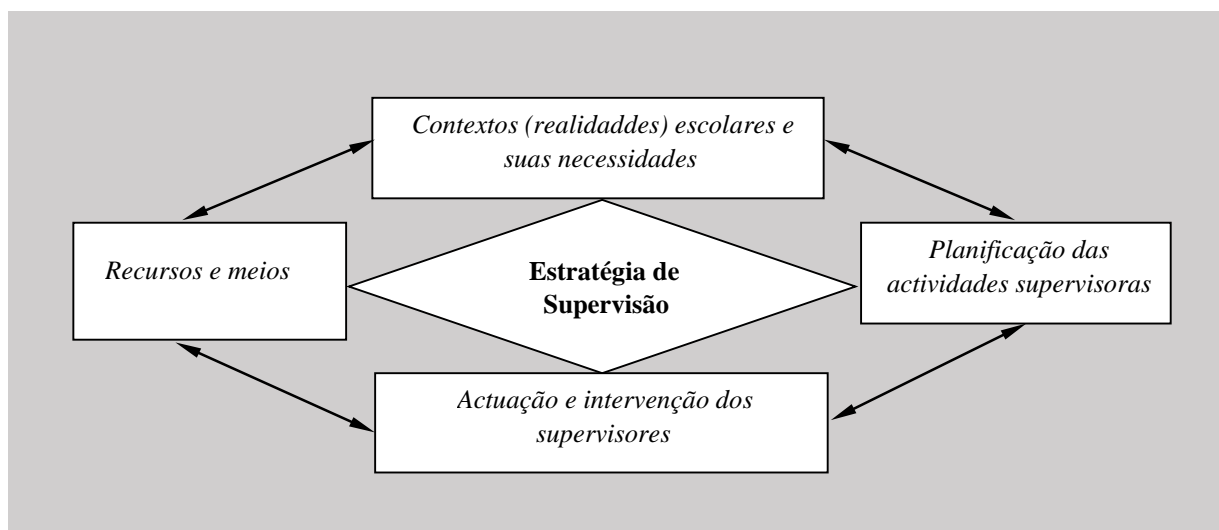 Contextos (realidaddes) escolares e
suas necessidades
Recursos e meios
Estratégia de
Supervisão
Planificação das
actividades supervisoras
Actuação e intervenção dos
supervisores